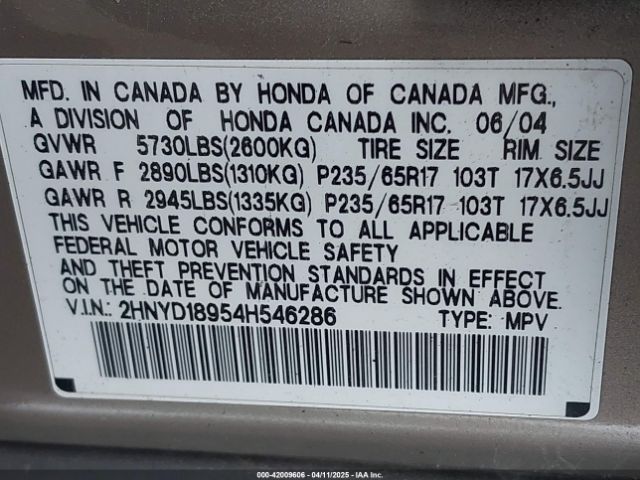 MFD. IN CANADA BY HONDA OF CANADA MFG.,
A DIVISION OF HONDA CANADA INC. 06/04
GVWR 5730LBS(2600KG) TIRE SIZE RIM SIZE
GAWR F 2890LBS(1310KG) P235/65R17 103T 17X6.5JJ
GAWR R 2945LBS(1335KG) P235/65R17 103T 17X6.5JJ
THIS VEHICLE CONFORMS TO ALL APPLICABLE
FEDERAL MOTOR VEHICLE SAFETY
AND THEFT PREVENTION STANDARDS IN EFFECT
ON THE DATE OF MANUFACTURE SHOWN ABOVE.
V.I.N.: 2HNYD18954H546286 TYPE: MPV
000-42009606 - 04/11/2025 - IAA Inc.